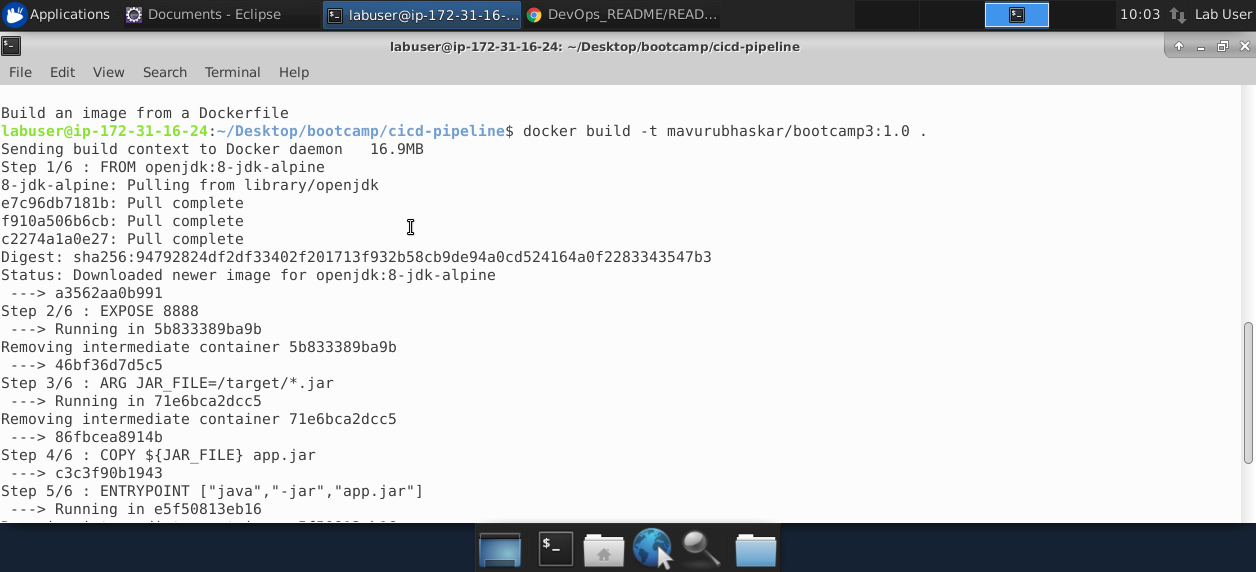 Applications
Documents - Eclipse
labuser@ip-172-31-16-...
DevOps_README/READ...
10:03
Lab User
labuser@ip-172-31-16-24: ~/Desktop/bootcamp/cicd-pipeline
File Edit View Search Terminal Help
Build an image from a Dockerfile
labuser@ip-172-31-16-24:~/Desktop/bootcamp/cicd-pipeline$ docker build -t mavurubhaskar/bootcamp3:1.0 .
Sending build context to Docker daemon   16.9MB
Step 1/6 : FROM openjdk:8-jdk-alpine
8-jdk-alpine: Pulling from library/openjdk
e7c96db7181b: Pull complete
f910a506b6cb: Pull complete
c2274a1a0e27: Pull complete
Digest: sha256:94792824df2df33402f201713f932b58cb9de94a0cd524164a0f2283343547b3
Status: Downloaded newer image for openjdk:8-jdk-alpine
 ---> a3562aa0b991
Step 2/6 : EXPOSE 8888
 ---> Running in 5b833389ba9b
Removing intermediate container 5b833389ba9b
 ---> 46bf36d7d5c5
Step 3/6 : ARG JAR_FILE=/target/*.jar
 ---> Running in 71e6bca2dcc5
Removing intermediate container 71e6bca2dcc5
 ---> 86fbcea8914b
Step 4/6 : COPY ${JAR_FILE} app.jar
 ---> c3c3f90b1943
Step 5/6 : ENTRYPOINT ["java","-jar","app.jar"]
 ---> Running in e5f50813eb16